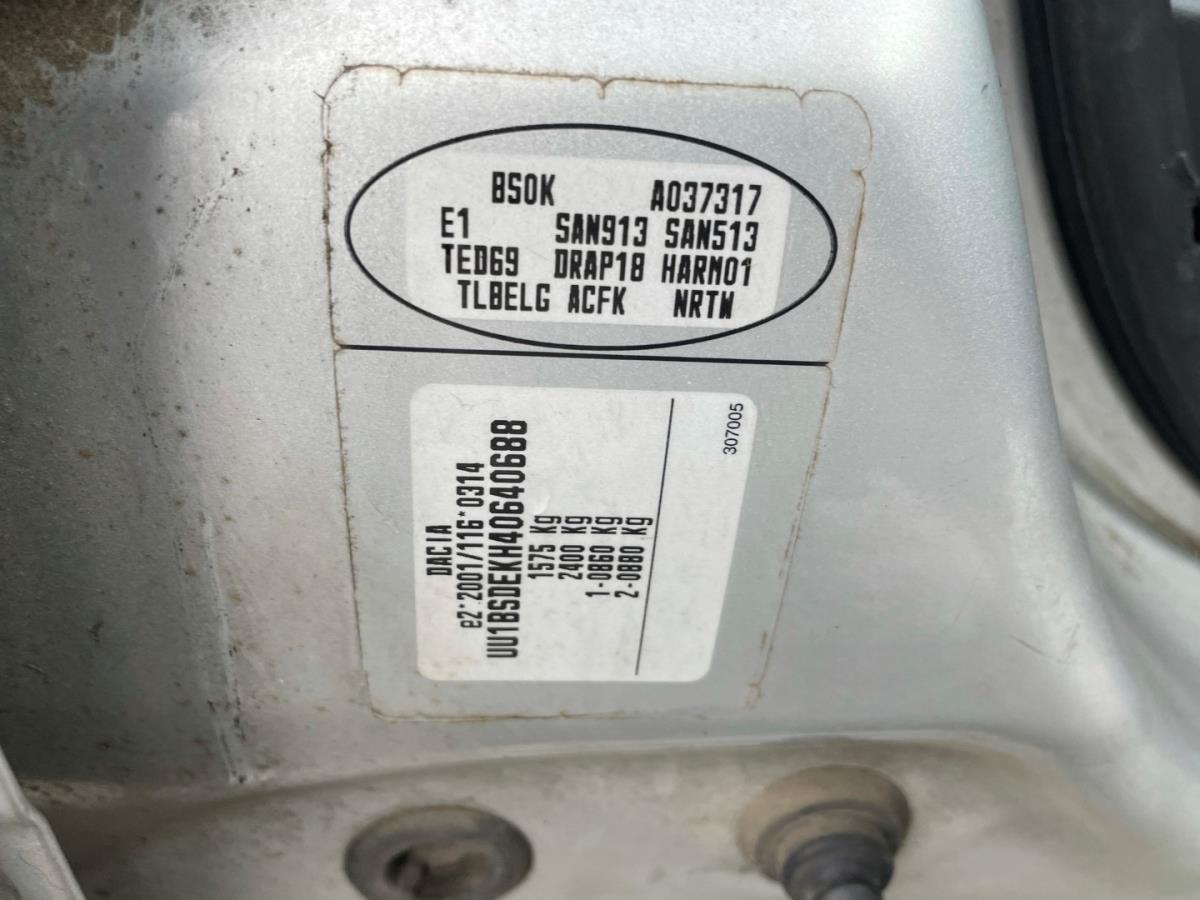 BS0K A037317
E1 SAN913 SAN513
TED69 DRAP18 HARM01
TLBELG ACFK NRTW
DACIA
e2*2001/116*0314
UU1BSDEKH40640688
1575 Kg
2400 Kg
1-0860 Kg
2-0880 Kg
307005